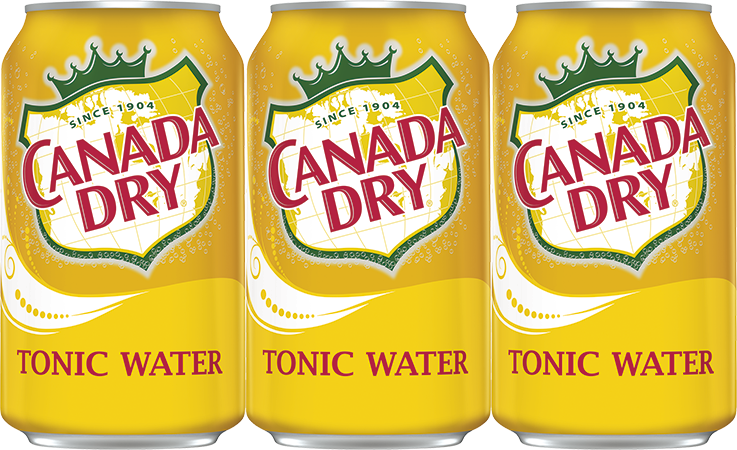 SINCE 1904
CANADA
DRY
TONIC WATER
SINCE 1904
CANADA
DRY
TONIC WATER
SINCE 1904
CANADA
DRY
TONIC WATER